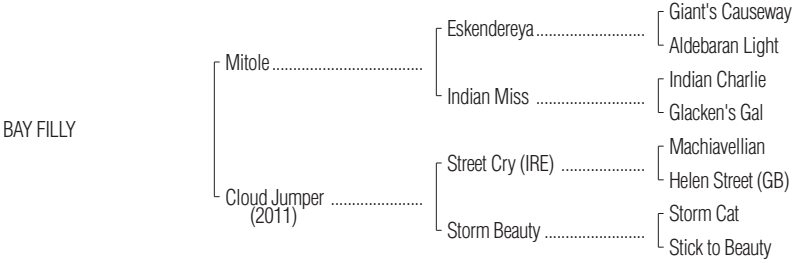 Giant's Causeway
Eskendereya
Aldebaran Light
Mitole
Indian Charlie
Indian Miss
Glacken's Gal
BAY FILLY
Machiavellian
Street Cry (IRE)
Helen Street (GB)
Cloud Jumper
(2011)
Storm Cat
Storm Beauty
Stick to Beauty